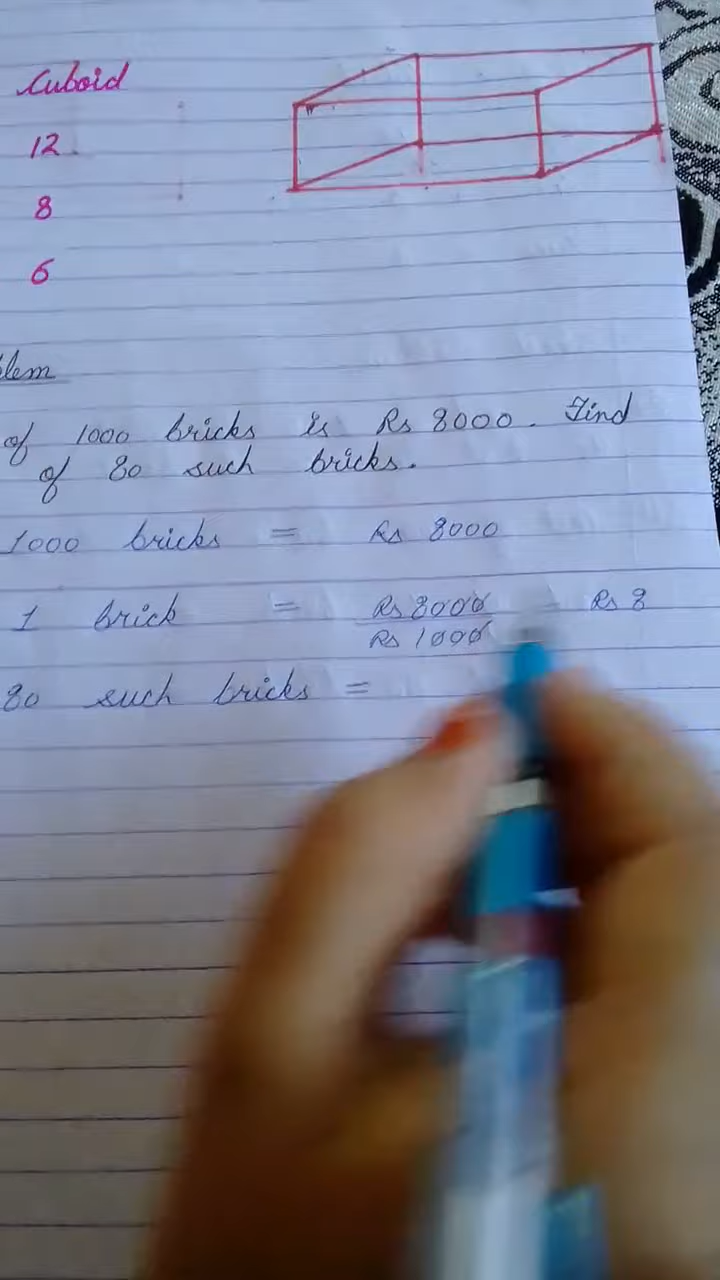 Cuboid
12
8
6
lem
of 1000 bricks is Rs 8000. Find
of 80 such bricks.
1000 bricks = Rs 8000
1 brick = Rs 8000 = Rs 8
Rs 1000
80 such bricks =